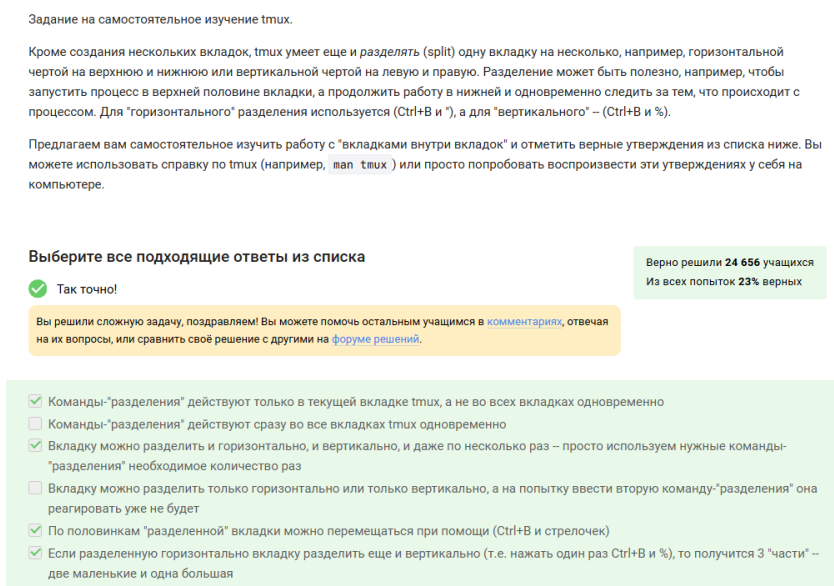 Задание на самостоятельное изучение tmux.
Кроме создания нескольких вкладок, tmux умеет еще и разделять (split) одну вкладку на несколько, например, горизонтальной
чертой на верхнюю и нижнюю или вертикальной чертой на левую и правую. Разделение может быть полезно, например, чтобы
запустить процесс в верхней половине вкладки, а продолжить работу в нижней и одновременно следить за тем, что происходит с
процессом. Для "горизонтального" разделения используется (Ctrl+B и "), а для "вертикального" -- (Ctrl+B и %).
Предлагаем вам самостоятельное изучить работу с "вкладками внутри вкладок" и отметить верные утверждения из списка ниже. Вы
можете использовать справку по tmux (например, man tmux) или просто попробовать воспроизвести эти утверждениях у себя на
компьютере.
Выберите все подходящие ответы из списка
Верно решили 24 656 учащихся
Из всех попыток 23% верных
Так точно!
Вы решили сложную задачу, поздравляем! Вы можете помочь остальным учащимся в комментариях, отвечая
на их вопросы, или сравнить своё решение с другими на форуме решений.
Команды-"разделения" действуют только в текущей вкладке tmux, а не во всех вкладках одновременно
Команды-"разделения" действуют сразу во все вкладках tmux одновременно
Вкладку можно разделить и горизонтально, и вертикально, и даже по несколько раз -- просто используем нужные команды-
"разделения" необходимое количество раз
Вкладку можно разделить только горизонтально или только вертикально, а на попытку ввести вторую команду-"разделения" она
реагировать уже не будет
По половинкам "разделенной" вкладки можно перемещаться при помощи (Ctrl+B и стрелочек)
Если разделенную горизонтально вкладку разделить еще и вертикально (т.е. нажать один раз Ctrl+B и %), то получится 3 "части" --
две маленькие и одна большая